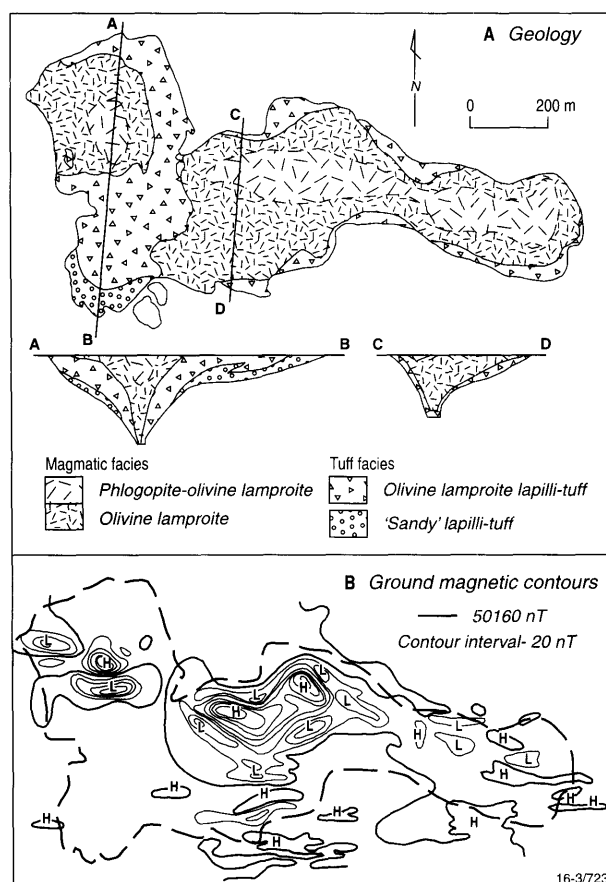 A
A Geology
N
C
0 200 m
D
B
A B C D
Magmatic facies
Phlogopite-olivine lamproite
Olivine lamproite
Tuff facies
Olivine lamproite lapilli-tuff
'Sandy' lapilli-tuff
B Ground magnetic contours
50160 nT
Contour interval- 20 nT
L
H
L
L
H
H
L
L
L
L
H
L
L
H
L
H
H
H
H
H
H
16-3/723